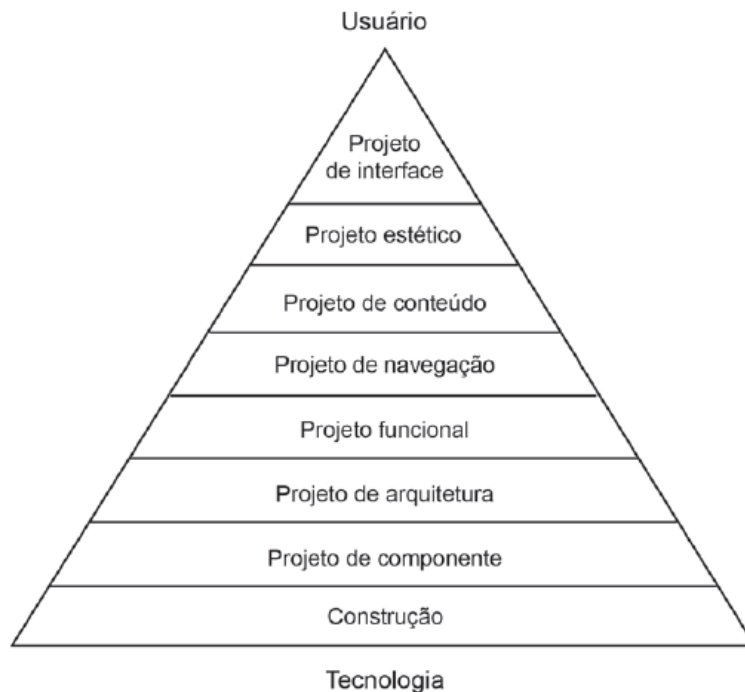 Usuário
Projeto
de interface
Projeto estético
Projeto de conteúdo
Projeto de navegação
Projeto funcional
Projeto de arquitetura
Projeto de componente
Construção
Tecnologia